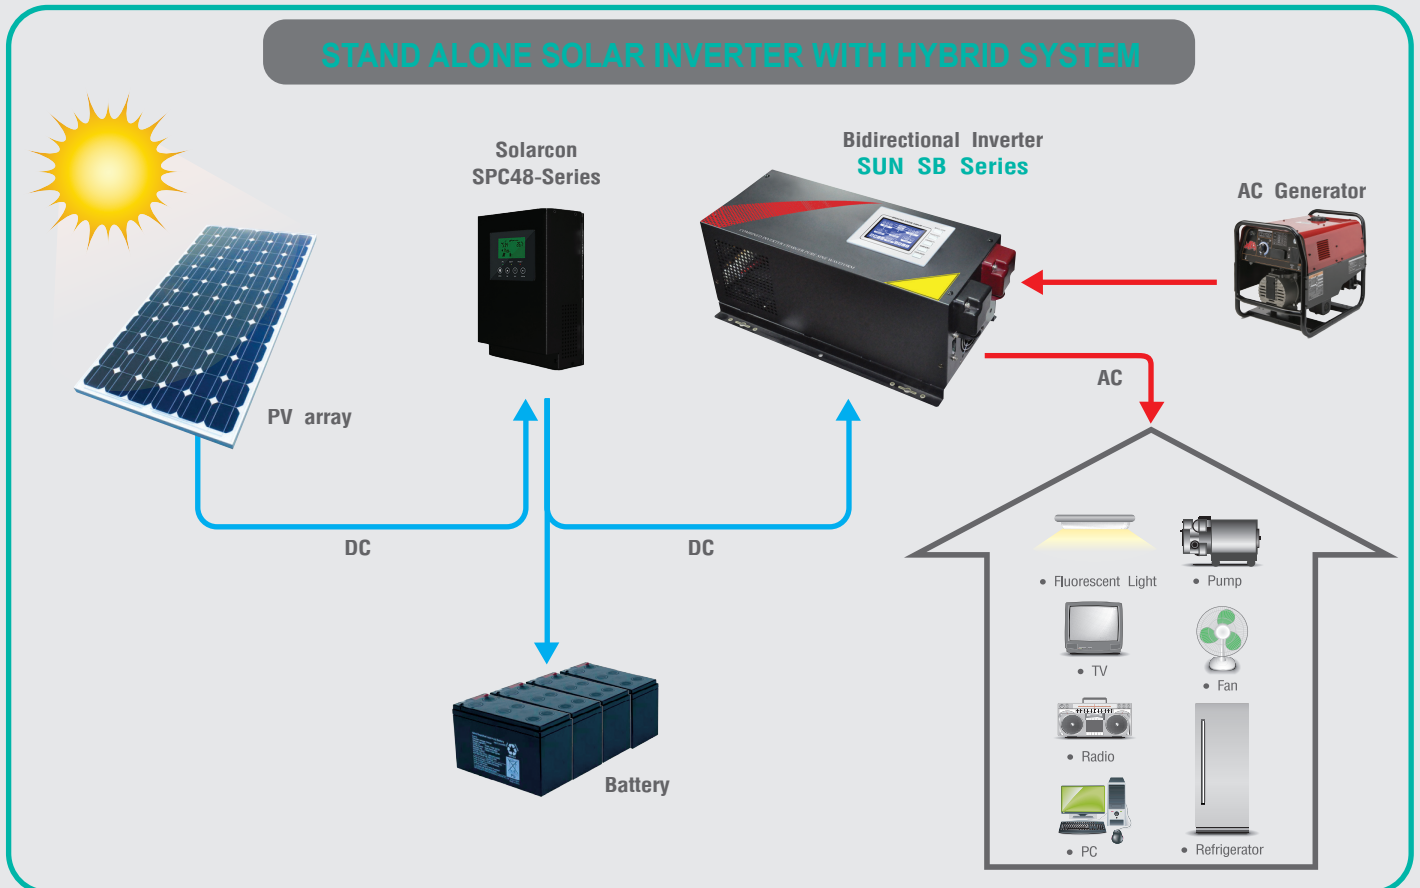 STAND ALONE SOLAR INVERTER WITH HYBRID SYSTEM
Solarcon
SPC48-Series
Bidirectional Inverter
SUN SB Series
AC Generator
PV array
AC
DC
DC
• Fluorescent Light
• Pump
• TV
• Fan
• Radio
Battery
• PC
• Refrigerator